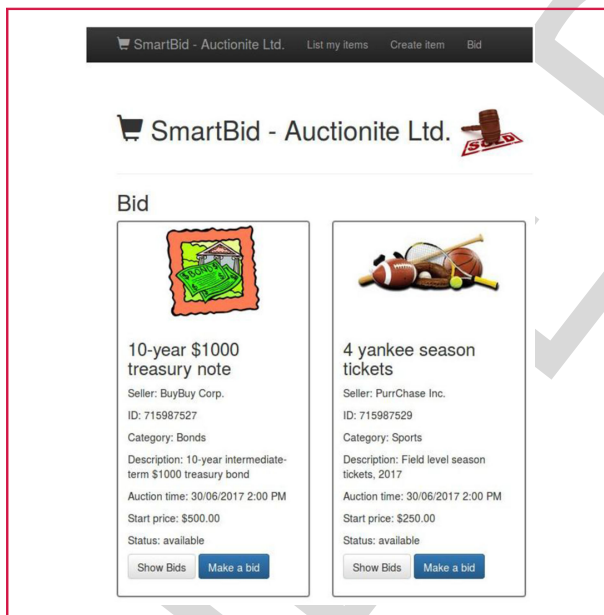 SmartBid - Auctionite Ltd. List my items Create item Bid
SmartBid - Auctionite Ltd.
SOLD
Bid
BONDS
10-year $1000
treasury note
Seller: BuyBuy Corp.
ID: 715987527
Category: Bonds
Description: 10-year intermediate-
term $1000 treasury bond
Auction time: 30/06/2017 2:00 PM
Start price: $500.00
Status: available
Show Bids Make a bid
4 yankee season
tickets
Seller: PurrChase Inc.
ID: 715987529
Category: Sports
Description: Field level season
tickets, 2017
Auction time: 30/06/2017 2:00 PM
Start price: $250.00
Status: available
Show Bids Make a bid